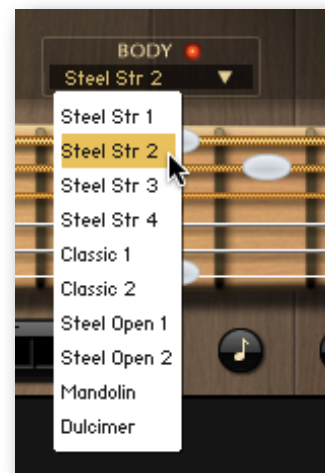 BODY
Steel Str 2
Steel Str 1
Steel Str 2
Steel Str 3
Steel Str 4
Classic 1
Classic 2
Steel Open 1
Steel Open 2
Mandolin
Dulcimer